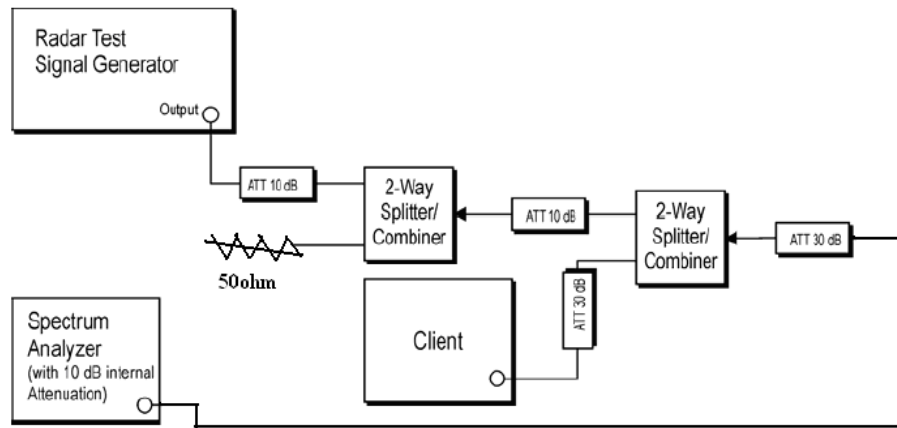 Radar Test
Signal Generator
Output
ATT 10 dB
2-Way
Splitter/
Combiner
ATT 10 dB
2-Way
Splitter/
Combiner
ATT 30 dB
50ohm
ATT 30 dB
Client
Spectrum
Analyzer
(with 10 dB internal
Attenuation)